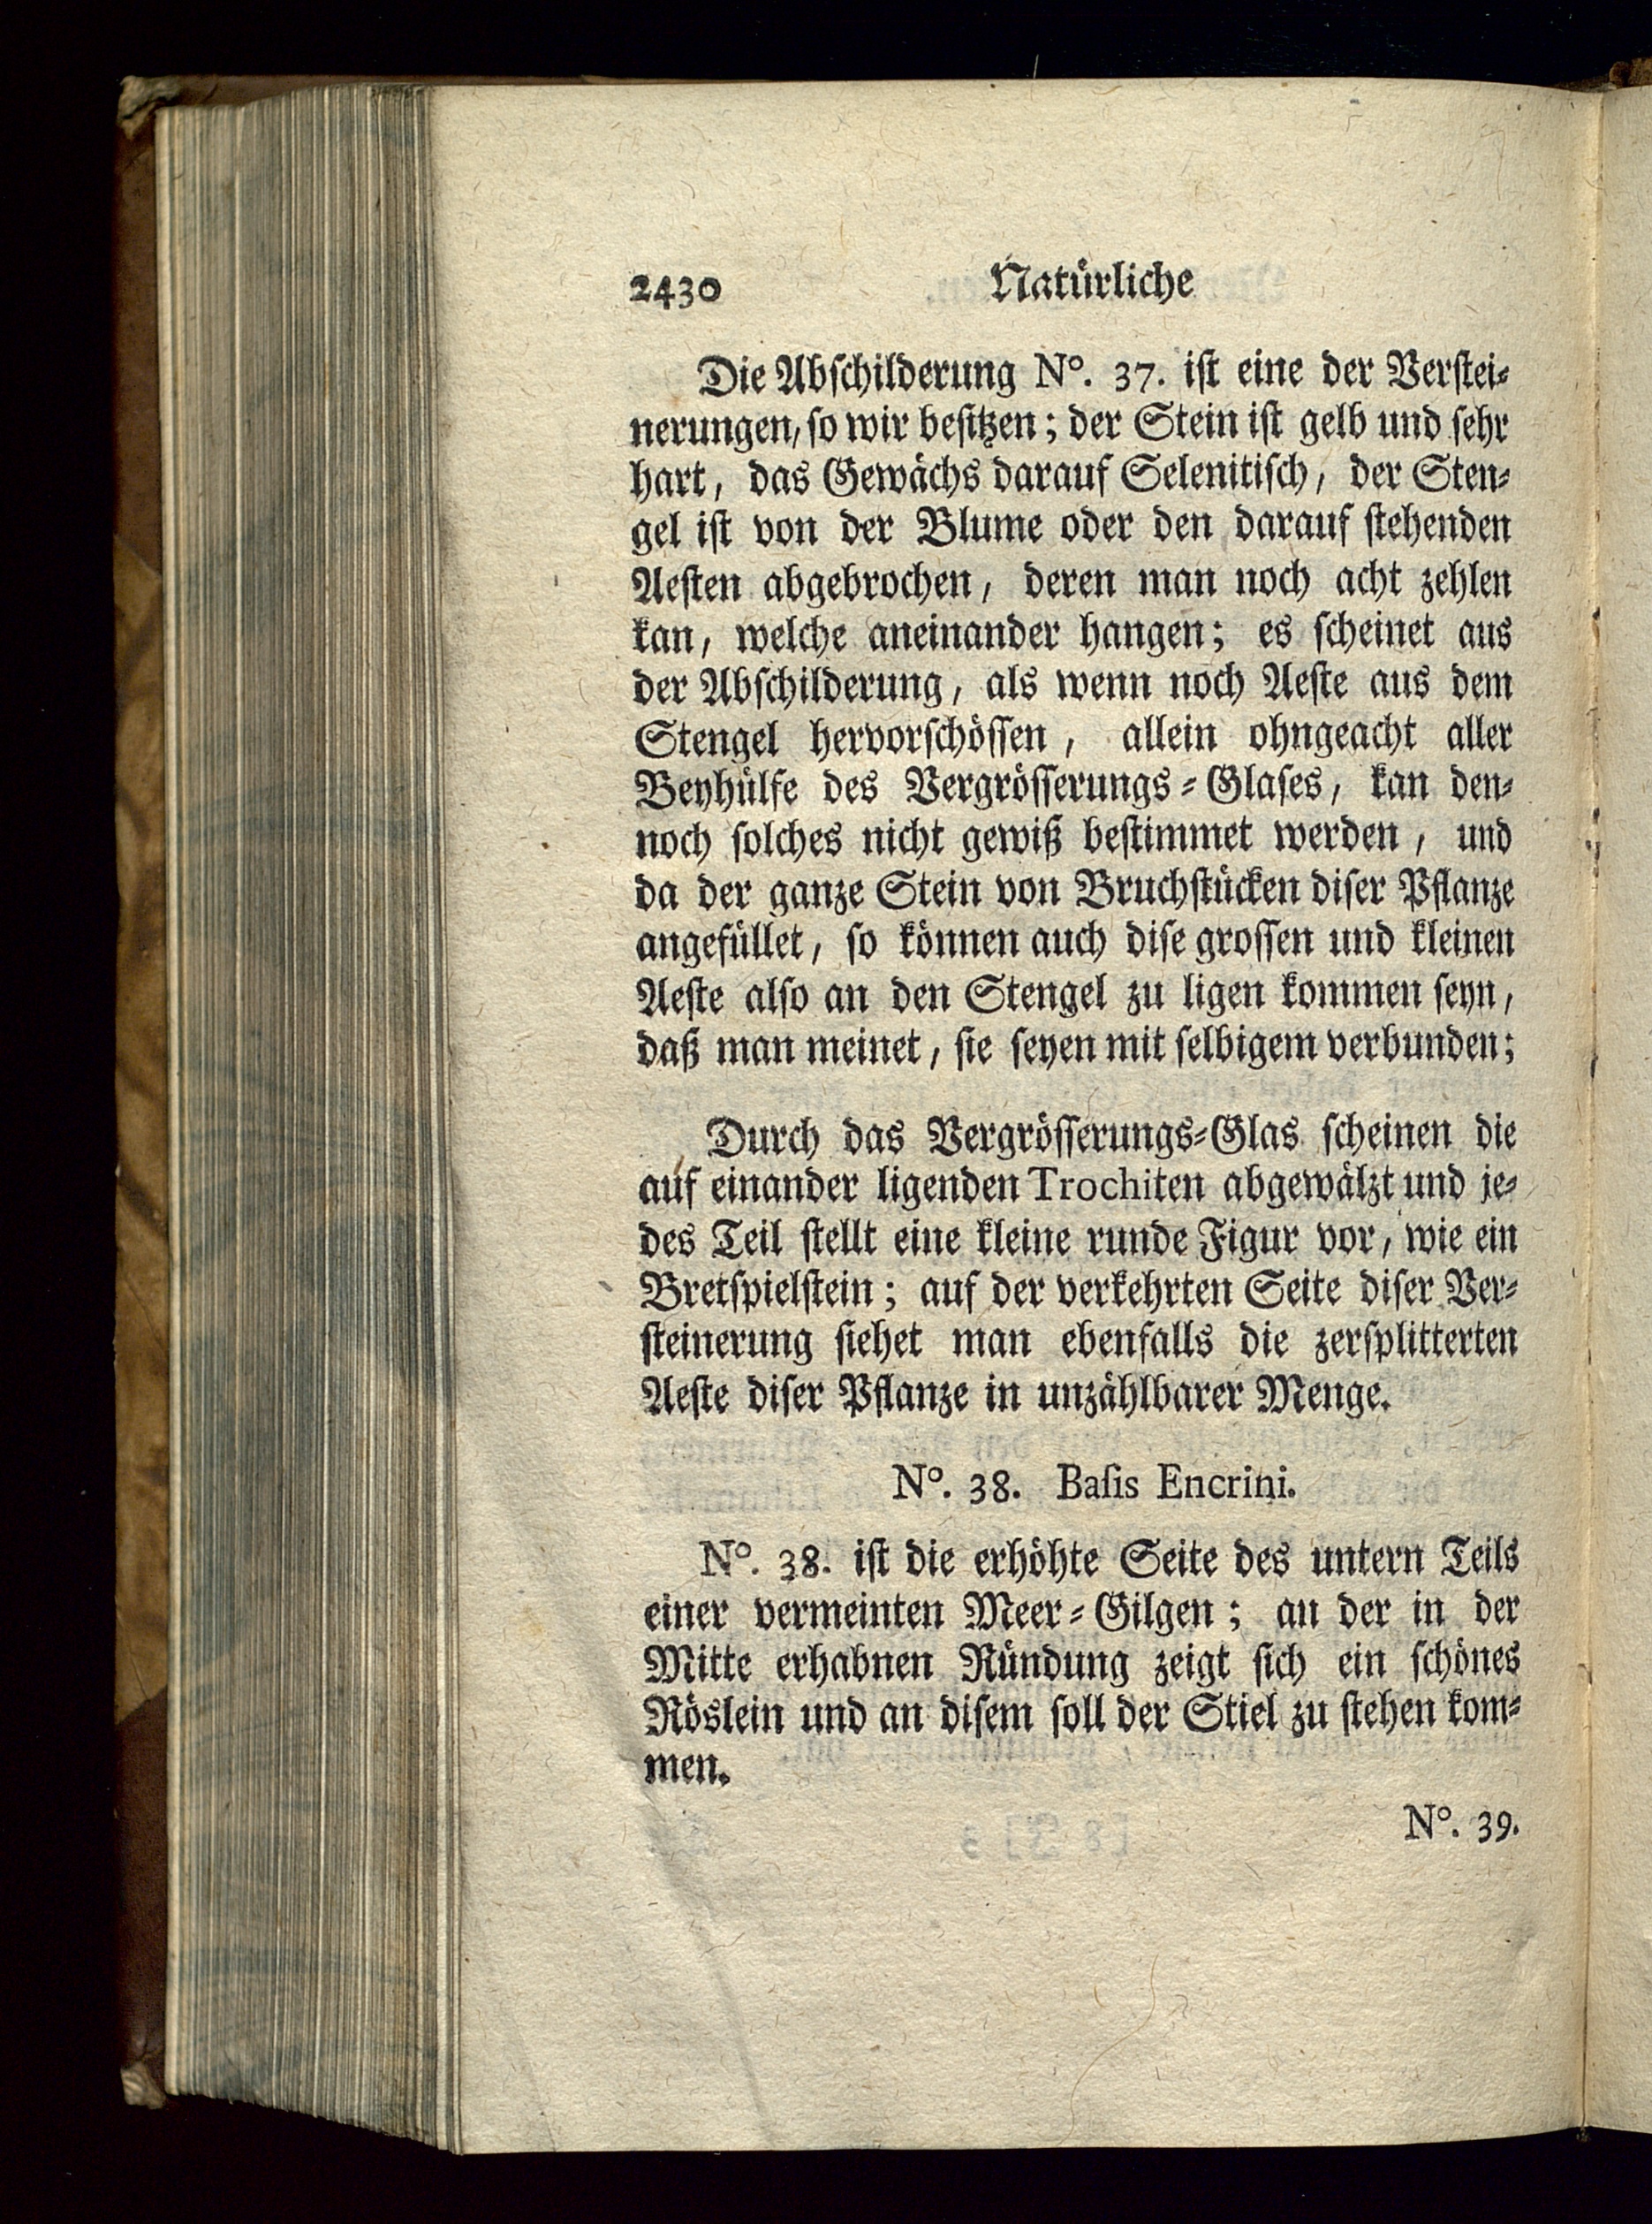 2430 Natürliche
Die Abſchilderung Nº. 37. iſt eine der Verſtei⸗
nerungen, ſo wir beſitzen; der Stein iſt gelb und ſehr
hart, das Gewächs darauf Selenitiſch, der Sten⸗
gel iſt von der Blume oder den darauf ſtehenden
Aeſten abgebrochen, deren man noch acht zehlen
kan, welche aneinander hangen; es ſcheinet aus
der Abſchilderung, als wenn noch Aeſte aus dem
Stengel hervorſchöſſen, allein ohngeacht aller
Beyhülfe des Vergröſſerungs⸗Glaſes, kan den⸗
noch ſolches nicht gewiß beſtimmet werden, und
da der ganze Stein von Bruchſtücken diſer Pflanze
angefüllet, ſo können auch diſe groſſen und kleinen
Aeſte alſo an den Stengel zu ligen kommen ſeyn,
daß man meinet, ſie ſeyen mit ſelbigem verbunden;
Durch das Vergröſſerungs⸗Glas ſcheinen die
auf einander ligenden Trochiten abgewälzt und je⸗
des Teil ſtellt eine kleine runde Figur vor, wie ein
Bretſpielſtein; auf der verkehrten Seite diſer Ver⸗
ſteinerung ſiehet man ebenfalls die zerſplitterten
Aeſte diſer Pflanze in unzählbarer Menge.
Nº. 38. Baſis Encrini.
Nº. 38. iſt die erhöhte Seite des untern Teils
einer vermeinten Meer⸗Gilgen; an der in der
Mitte erhabnen Ründung zeigt ſich ein ſchönes
Röslein und an diſem ſoll der Stiel zu ſtehen kom⸗
men.
Nº. 39.